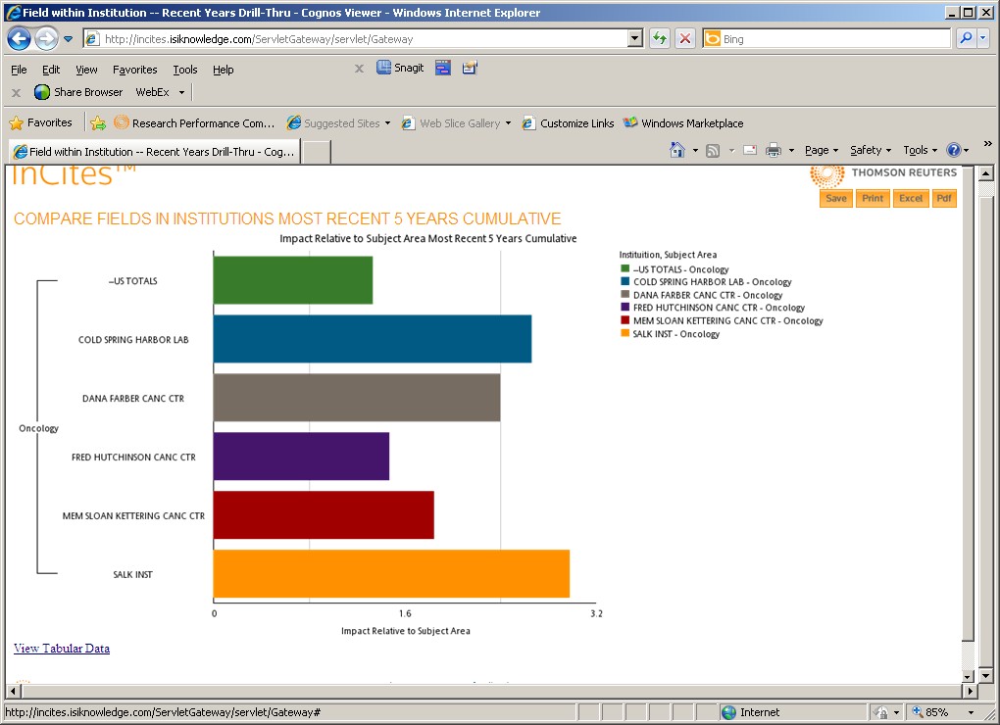 Field within Institution -- Recent Years Drill-Thru - Cognos Viewer - Windows Internet Explorer
http://incites.isiknowledge.com/ServletGateway/servlet/Gateway
Bing
File Edit View Favorites Tools Help
x Snagit
x Share Browser WebEx
Favorites Research Performance Com... Suggested Sites Web Slice Gallery Customize Links Windows Marketplace
Field within Institution -- Recent Years Drill-Thru - Cog...
Page Safety Tools »
InCites™
THOMSON REUTERS
Save Print Excel Pdf
COMPARE FIELDS IN INSTITUTIONS MOST RECENT 5 YEARS CUMULATIVE
Impact Relative to Subject Area Most Recent 5 Years Cumulative
Instituition, Subject Area
--US TOTALS - Oncology
COLD SPRING HARBOR LAB - Oncology
DANA FARBER CANC CTR - Oncology
FRED HUTCHINSON CANC CTR - Oncology
MEM SLOAN KETTERING CANC CTR - Oncology
SALK INST - Oncology
--US TOTALS
COLD SPRING HARBOR LAB
DANA FARBER CANC CTR
Oncology
FRED HUTCHINSON CANC CTR
MEM SLOAN KETTERING CANC CTR
SALK INST
0 1.6 3.2
Impact Relative to Subject Area
View Tabular Data
http://incites.isiknowledge.com/ServletGateway/servlet/Gateway#
Internet
85%